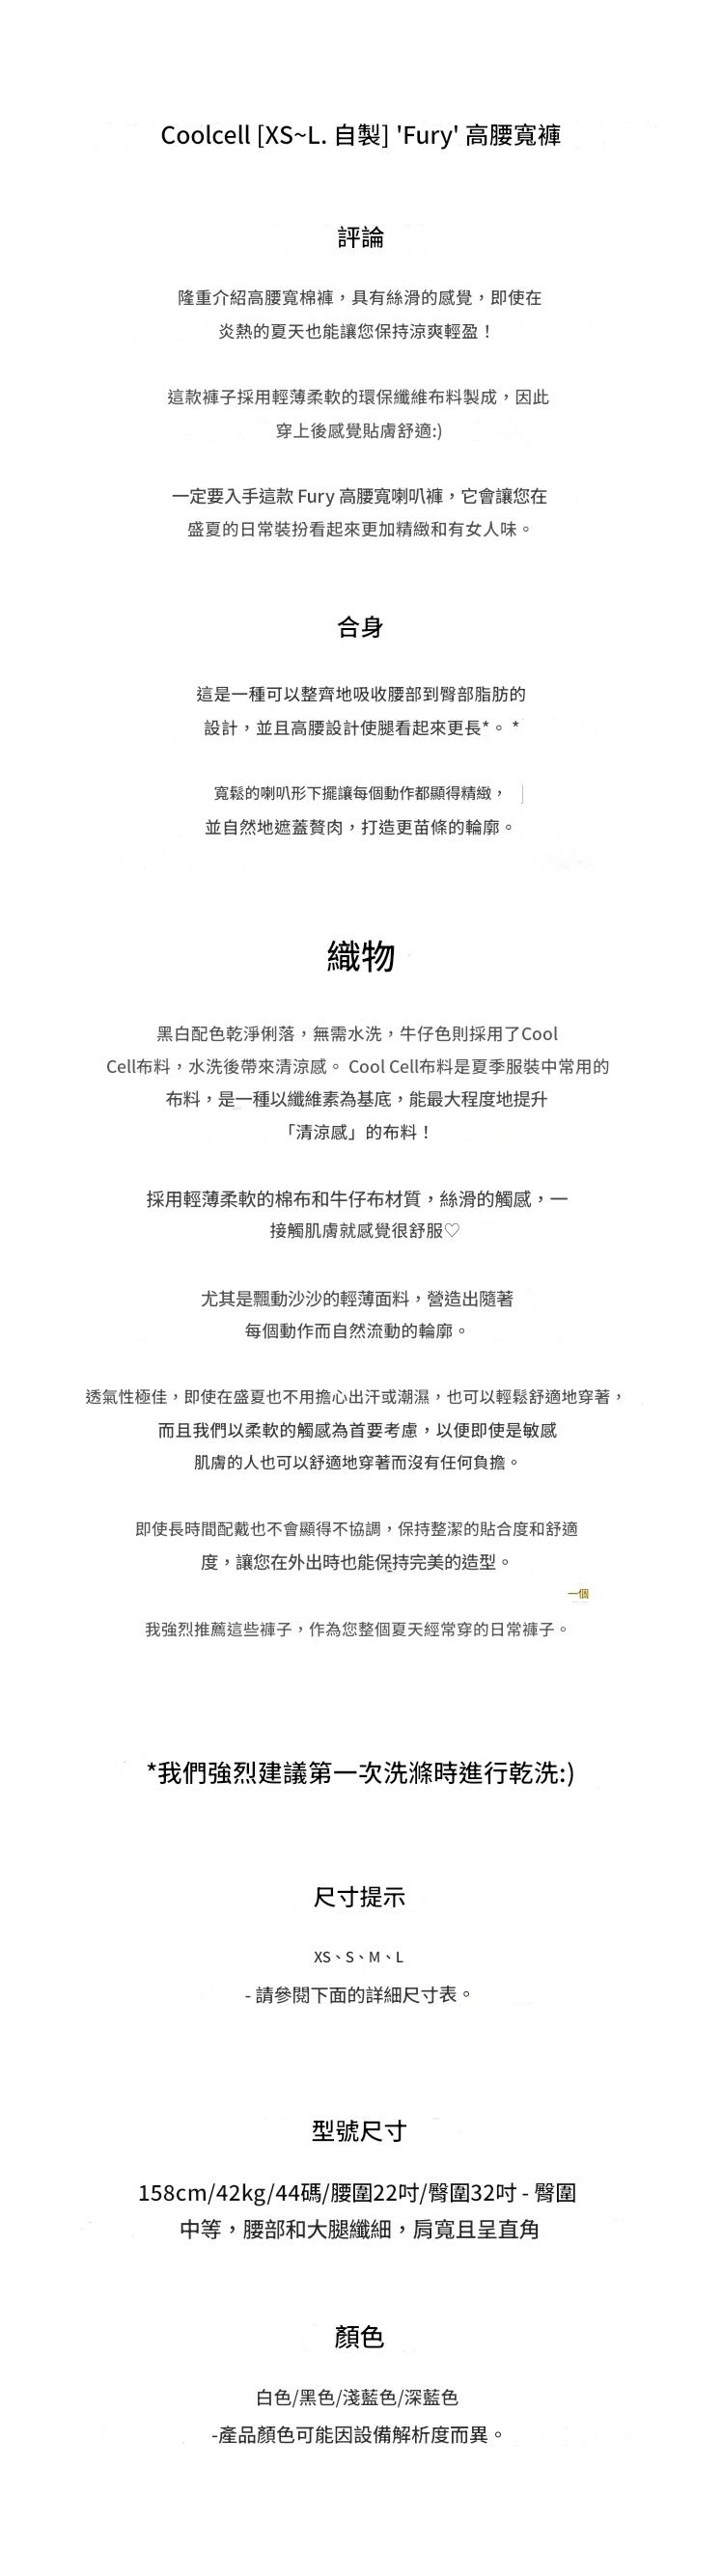 Coolcell [XS~L. 自製] 'Fury' 高腰寬褲
評論
隆重介紹高腰寬棉褲，具有絲滑的感覺，即使在
炎熱的夏天也能讓您保持涼爽輕盈！
這款褲子採用輕薄柔軟的環保纖維布料製成，因此
穿上後感覺貼膚舒適:)
一定要入手這款 Fury 高腰寬喇叭褲，它會讓您在
盛夏的日常裝扮看起來更加精緻和有女人味。
合身
這是一種可以整齊地吸收腰部到臀部脂肪的
設計，並且高腰設計使腿看起來更長*。 *
寬鬆的喇叭形下擺讓每個動作都顯得精緻，
並自然地遮蓋贅肉，打造更苗條的輪廓。
織物
黑白配色乾淨俐落，無需水洗，牛仔色則採用了Cool
Cell布料，水洗後帶來清涼感。 Cool Cell布料是夏季服裝中常用的
布料，是一種以纖維素為基底，能最大程度地提升
「清涼感」的布料！
採用輕薄柔軟的棉布和牛仔布材質，絲滑的觸感，一
接觸肌膚就感覺很舒服♡
尤其是飄動沙沙的輕薄面料，營造出隨著
每個動作而自然流動的輪廓。
透氣性極佳，即使在盛夏也不用擔心出汗或潮濕，也可以輕鬆舒適地穿著，
而且我們以柔軟的觸感為首要考慮，以便即使是敏感
肌膚的人也可以舒適地穿著而沒有任何負擔。
即使長時間配戴也不會顯得不協調，保持整潔的貼合度和舒適
度，讓您在外出時也能保持完美的造型。
一個
我強烈推薦這些褲子，作為您整個夏天經常穿的日常褲子。
*我們強烈建議第一次洗滌時進行乾洗:)
尺寸提示
XS、S、M、L
- 請參閱下面的詳細尺寸表。
型號尺寸
158cm/42kg/44碼/腰圍22吋/臀圍32吋 - 臀圍
中等，腰部和大腿纖細，肩寬且呈直角
顏色
白色/黑色/淺藍色/深藍色
-產品顏色可能因設備解析度而異。